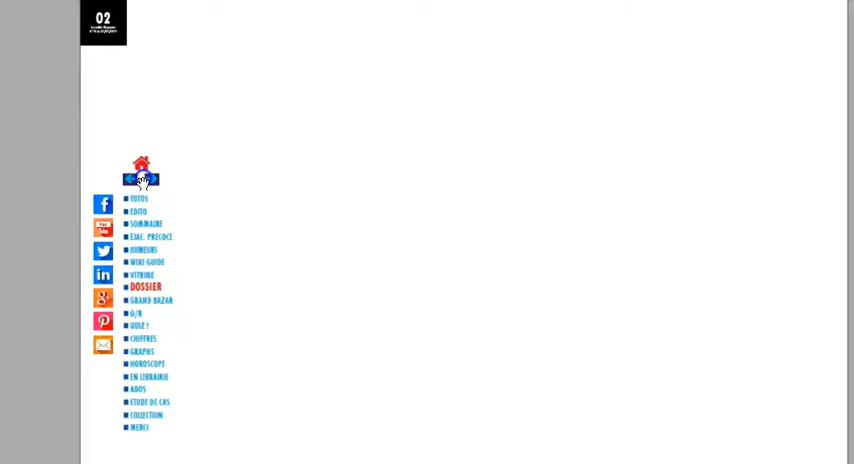 02
TUTOS
EDITO
SOMMAIRE
EJAC. PRECOCE
HUMEURS
WIKI GUIDE
VITRINE
DOSSIER
GRAND BAZAR
Q/R
QUIZ !
CHIFFRES
GRAPHS
HOROSCOPE
EN LIBRAIRIE
ADOS
ETUDE DE CAS
COLLECTION
MERCI